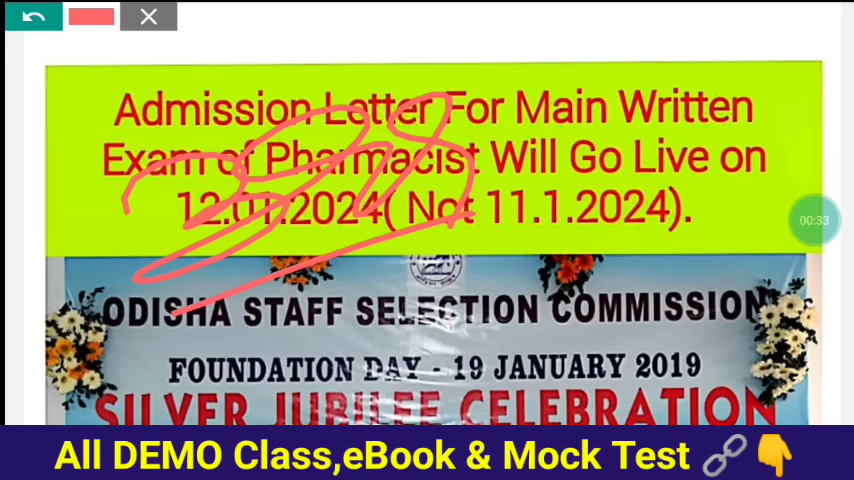 Admission Letter For Main Written
Exam of Pharmacist Will Go Live on
12.01.2024( Not 11.1.2024).
00:33
ODISHA STAFF SELECTION COMMISSION
FOUNDATION DAY - 19 JANUARY 2019
SILVER JUBILEE CELEBRATION
All DEMO Class,eBook & Mock Test 🔗👇